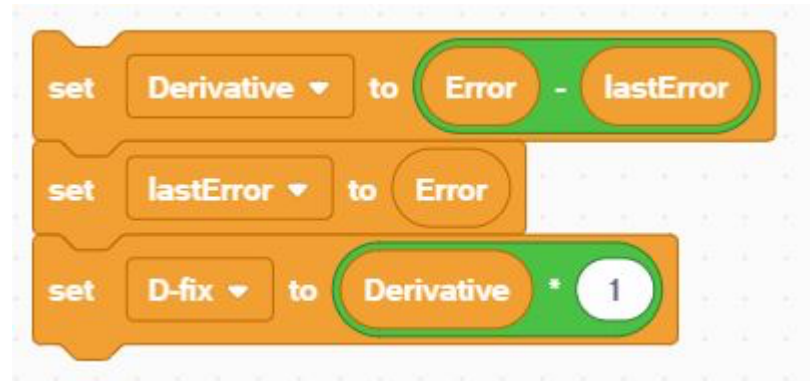 set Derivative to Error - lastError
set lastError to Error
set D-fix to Derivative * 1